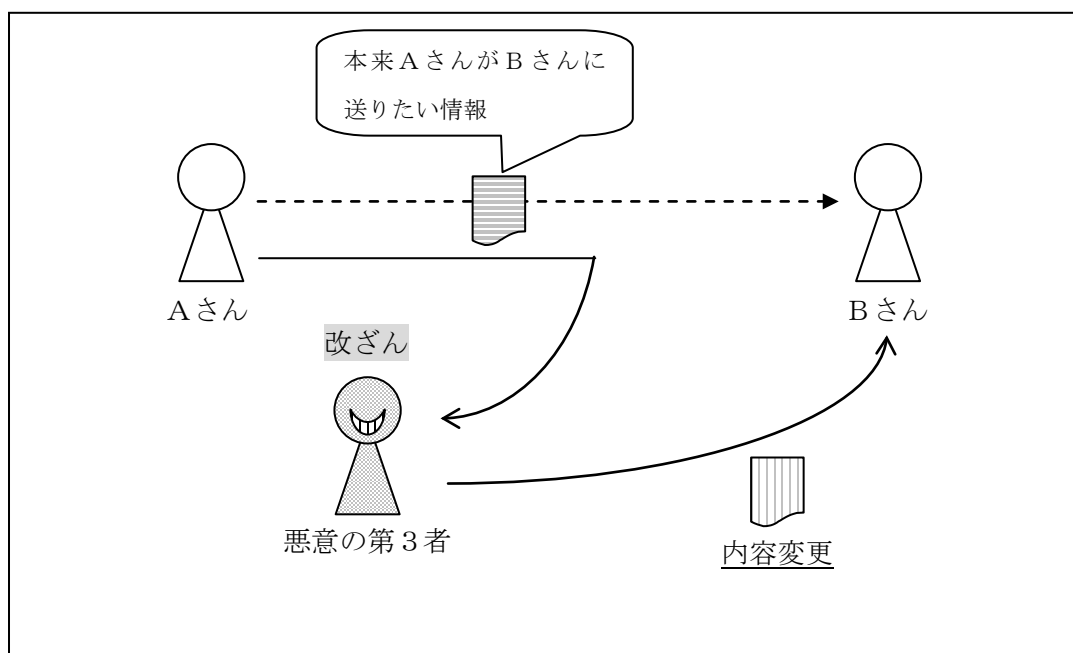 本来ＡさんがＢさんに
送りたい情報
Ａさん
Ｂさん
改ざん
悪意の第３者
内容変更